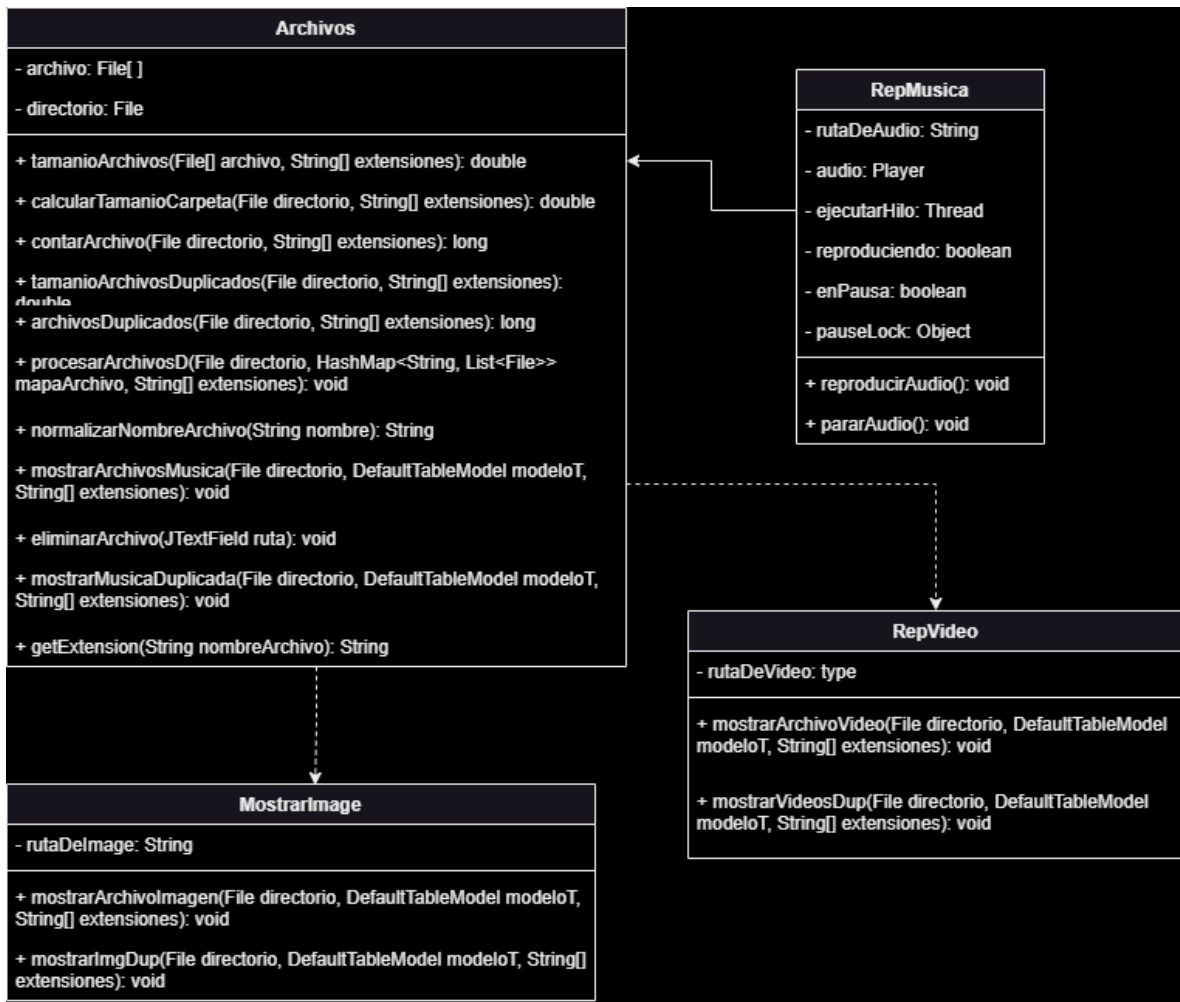 Archivos
- archivo: File[ ]
- directorio: File
+ tamanioArchivos(File[] archivo, String[] extensiones): double
+ calcularTamanioCarpeta(File directorio, String[] extensiones): double
+ contarArchivo(File directorio, String[] extensiones): long
+ tamanioArchivosDuplicados(File directorio, String[] extensiones):
double
+ archivosDuplicados(File directorio, String[] extensiones): long
+ procesarArchivosD(File directorio, HashMap<String, List<File>>
mapaArchivo, String[] extensiones): void
+ normalizarNombreArchivo(String nombre): String
+ mostrarArchivosMusica(File directorio, DefaultTableModel modeloT,
String[] extensiones): void
+ eliminarArchivo(JTextField ruta): void
+ mostrarMusicaDuplicada(File directorio, DefaultTableModel modeloT,
String[] extensiones): void
+ getExtension(String nombreArchivo): String
RepMusica
- rutaDeAudio: String
- audio: Player
- ejecutarHilo: Thread
- reproduciendo: boolean
- enPausa: boolean
- pauseLock: Object
+ reproducirAudio(): void
+ pararAudio(): void
RepVideo
- rutaDeVideo: type
+ mostrarArchivoVideo(File directorio, DefaultTableModel
modeloT, String[] extensiones): void
+ mostrarVideosDup(File directorio, DefaultTableModel
modeloT, String[] extensiones): void
MostrarImage
- rutaDeImage: String
+ mostrarArchivoImagen(File directorio, DefaultTableModel modeloT,
String[] extensiones): void
+ mostrarImgDup(File directorio, DefaultTableModel modeloT, String[]
extensiones): void